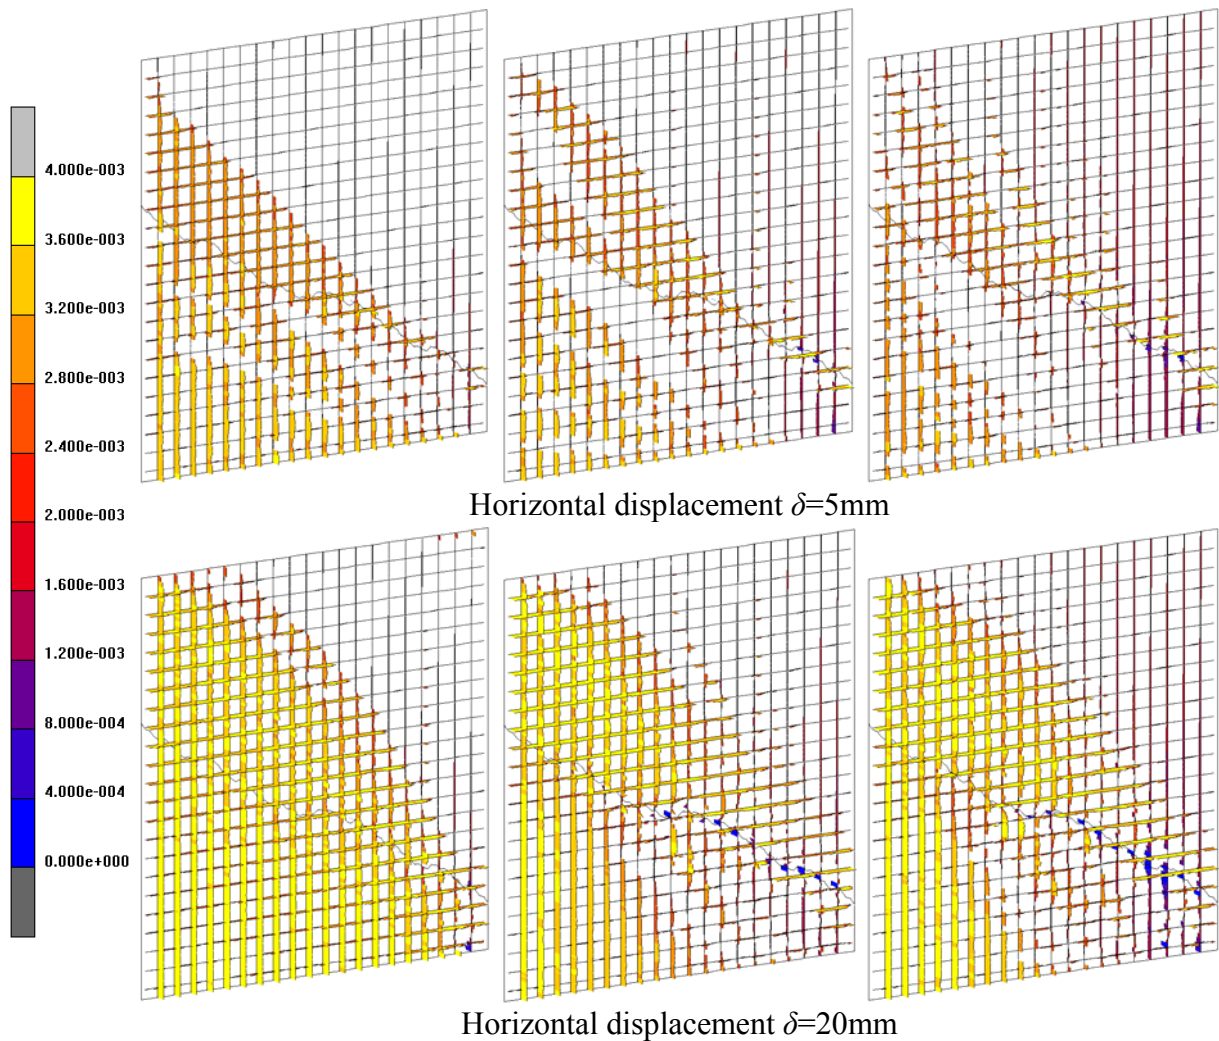 4.000e-003
3.600e-003
3.200e-003
2.800e-003
2.400e-003
2.000e-003
1.600e-003
1.200e-003
8.000e-004
4.000e-004
0.000e+000
Horizontal displacement δ=5mm
Horizontal displacement δ=20mm